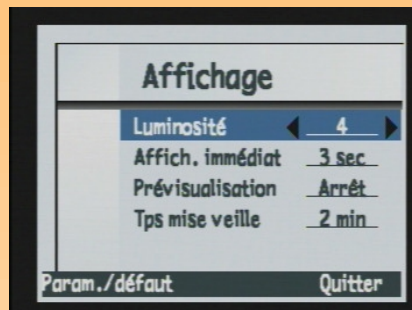 Affichage
Luminosité 4
Affich. immédiat 3 sec
Prévisualisation Arrêt
Tps mise veille 2 min
Param./défaut Quitter